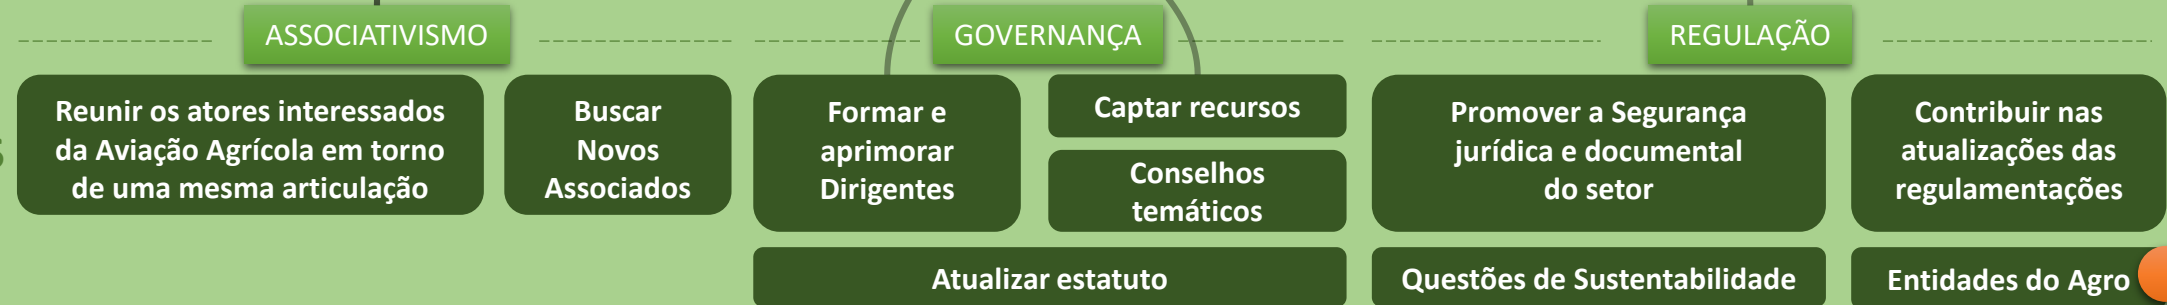 ASSOCIATIVISMO
Reunir os atores interessados
da Aviação Agrícola em torno
de uma mesma articulação
Buscar
Novos
Associados
GOVERNANÇA
Formar e
aprimorar
Dirigentes
Captar recursos
Conselhos
temáticos
Atualizar estatuto
REGULAÇÃO
Promover a Segurança
jurídica e documental
do setor
Contribuir nas
atualizações das
regulamentações
Questões de Sustentabilidade
Entidades do Agro